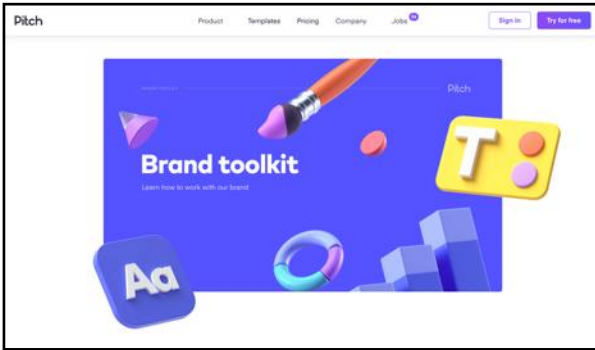 Pitch
Product Templates Pricing Company Jobs
Sign in Try for free
Pitch
Brand toolkit
Learn how to work with our brand
T
Aa